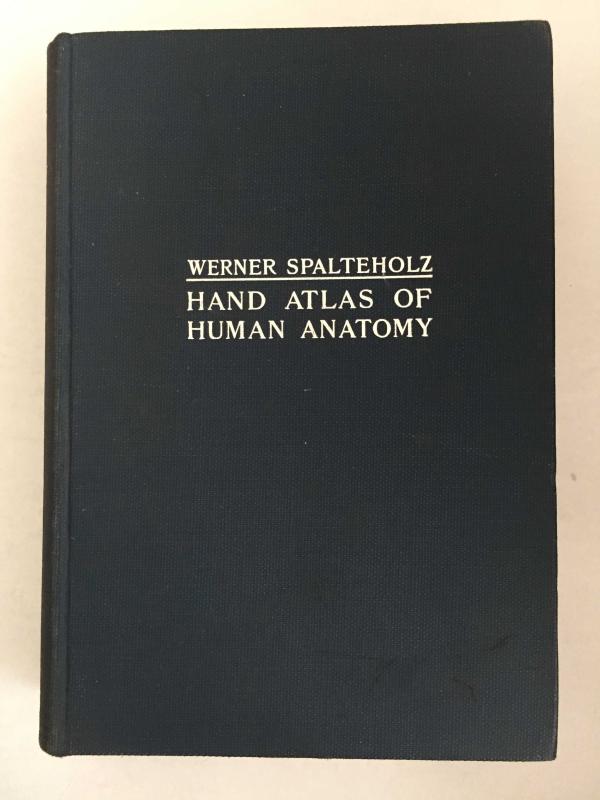 WERNER SPALTEHOLZ
HAND ATLAS OF
HUMAN ANATOMY